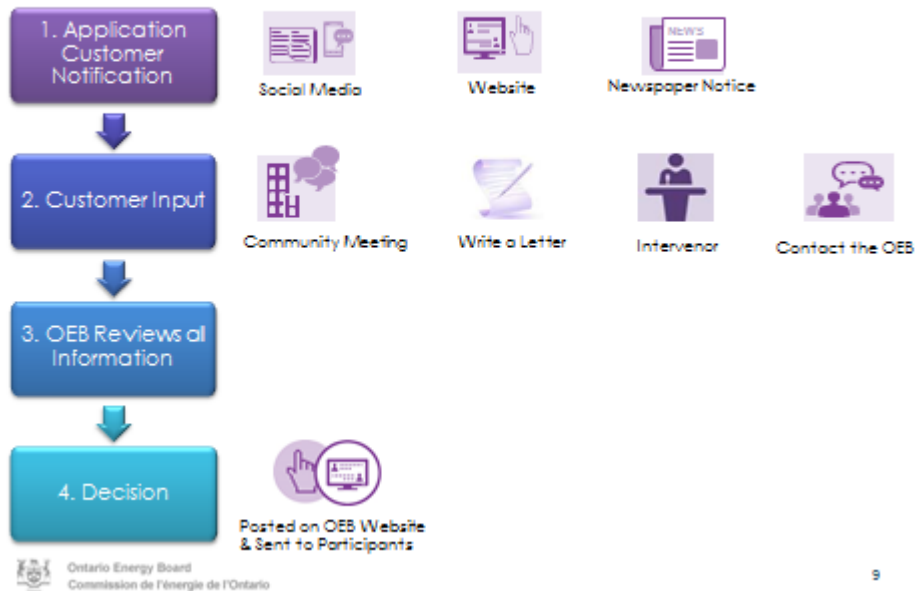 1. Application
Customer
Notification
NEWS
Social Media
Website
Newspaper Notice
2. Customer Input
Community Meeting
Write a Letter
Intervenor
Contact the OEB
3. OEB Reviews all
Information
4. Decision
Posted on OEB Website
& Sent to Participants
Ontario Energy Board
Commission de l'énergie de l'Ontario
9